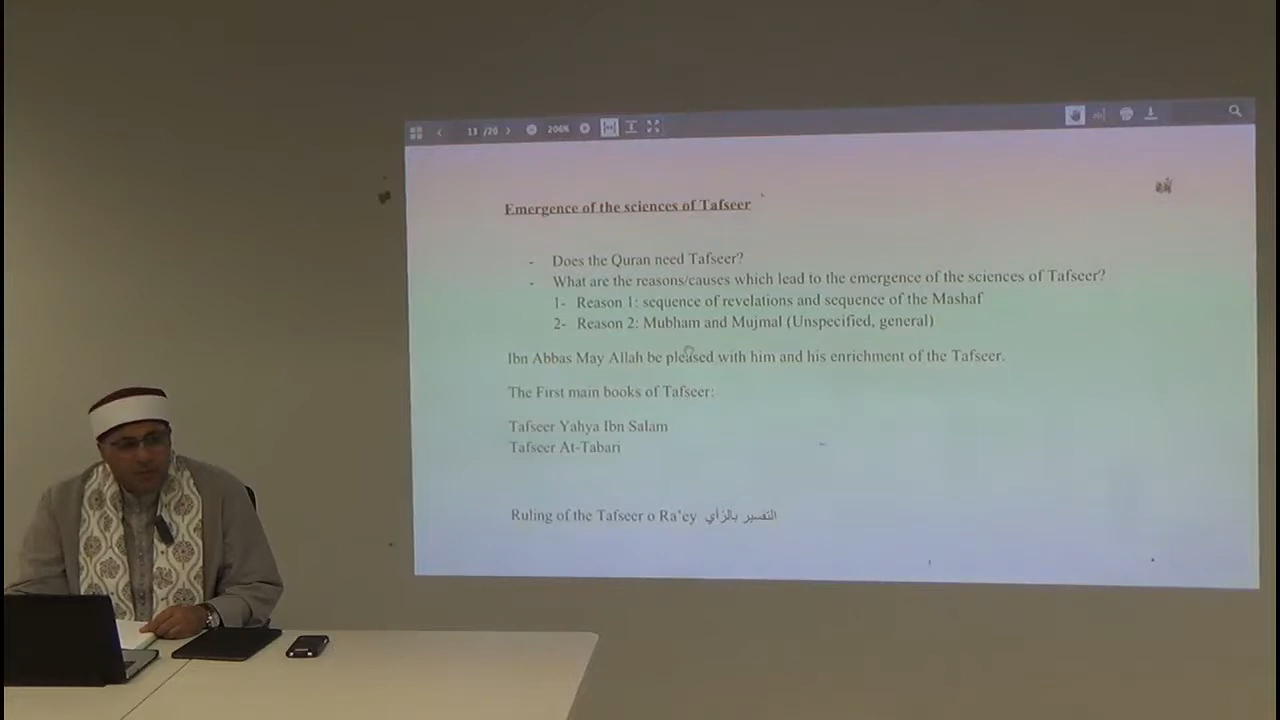 13 /20 206%
Emergence of the sciences of Tafseer
- Does the Quran need Tafseer?
- What are the reasons/causes which lead to the emergence of the sciences of Tafseer?
1- Reason 1: sequence of revelations and sequence of the Mashaf
2- Reason 2: Mubham and Mujmal (Unspecified, general)
Ibn Abbas May Allah be pleased with him and his enrichment of the Tafseer.
The First main books of Tafseer:
Tafseer Yahya Ibn Salam
Tafseer At-Tabari
Ruling of the Tafseer o Ra'ey التفسير بالرأي